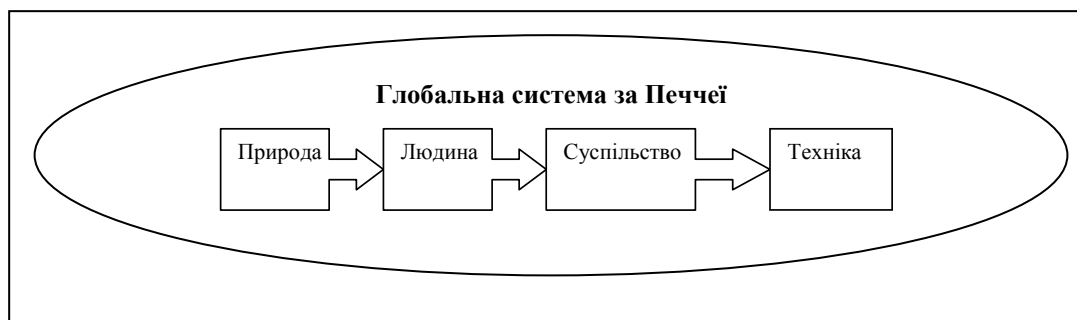 Глобальна система за Печчеї
Природа
Людина
Суспільство
Техніка